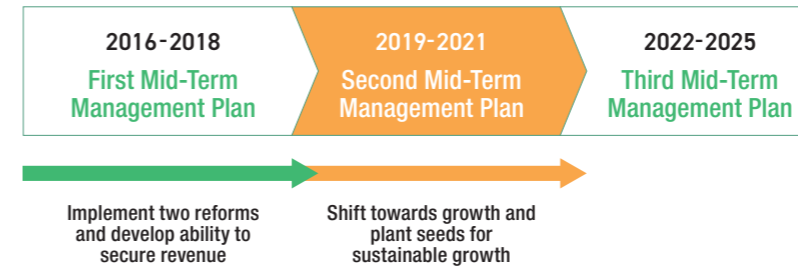 2016-2018
First Mid-Term
Management Plan
2019-2021
Second Mid-Term
Management Plan
2022-2025
Third Mid-Term
Management Plan
Implement two reforms
and develop ability to
secure revenue
Shift towards growth and
plant seeds for
sustainable growth